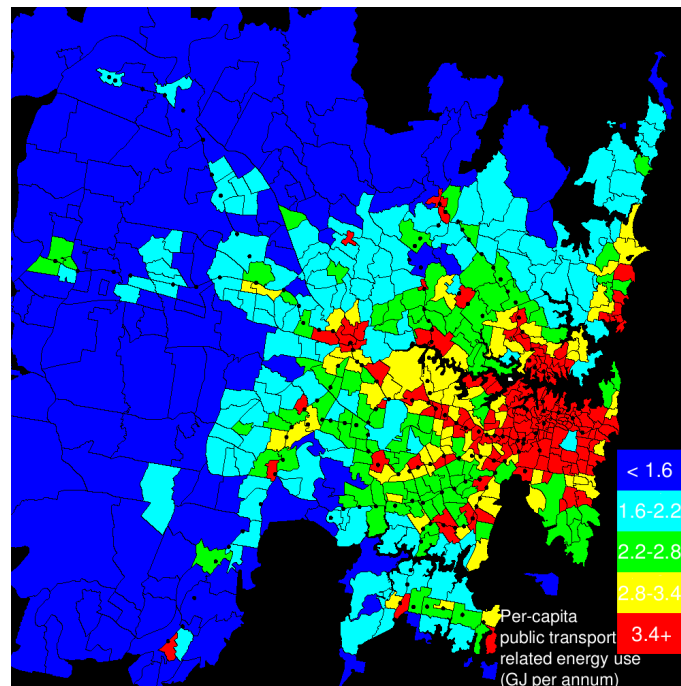 < 1.6
1.6-2.2
2.2-2.8
2.8-3.4
3.4+
Per-capita
public transport
related energy use
(GJ per annum)